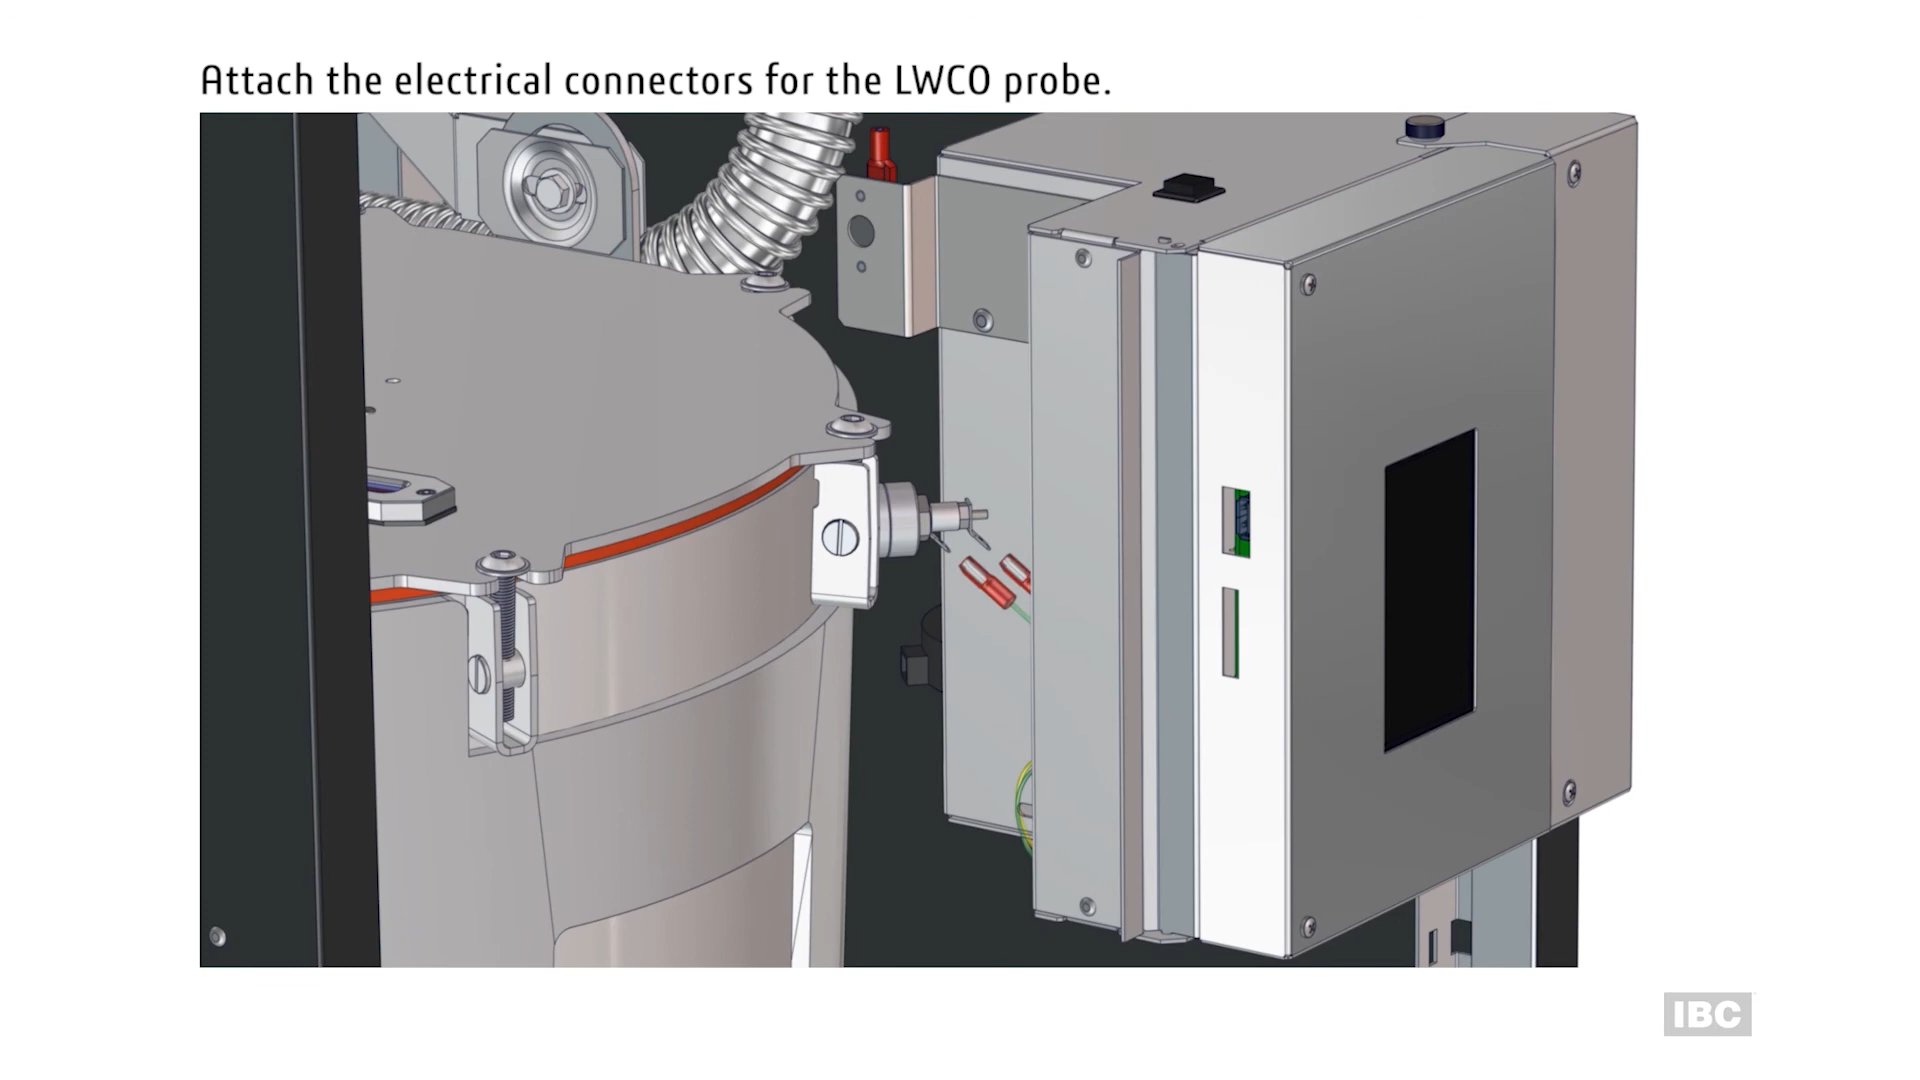 Attach the electrical connectors for the LWCO probe.
IBC